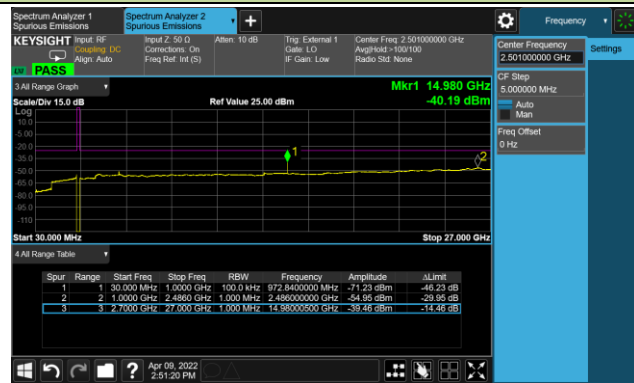 Spectrum Analyzer 1
Spurious Emissions
Spectrum Analyzer 2
Spurious Emissions
Frequency
KEYSIGHT
Input: RF
Coupling: DC
Align: Auto
Input Z: 50 Ω
Corrections: On
Freq Ref: Int (S)
Atten: 10 dB
Trig: External 1
Gate: LO
IF Gain: Low
Center Freq: 2.501000000 GHz
Avg|Hold:>100/100
Radio Std: None
PASS
Center Frequency
2.501000000 GHz
Settings
CF Step
5.000000 MHz
Auto
Man
Freq Offset
0 Hz
3 All Range Graph
Mkr1 14.980 GHz
Scale/Div 15.0 dB
Ref Value 25.00 dBm
-40.19 dBm
Log
10.0
-5.00
-20.0
-35.0
-50.0
-65.0
-80.0
-95.0
-110
1
2
Start 30.000 MHz
Stop 27.000 GHz
4 All Range Table
Spur Range Start Freq Stop Freq RBW Frequency Amplitude ΔLimit
1 1 30.000 MHz 1.0000 GHz 100.0 kHz 972.8400000 MHz -71.23 dBm -46.23 dB
2 2 1.0000 GHz 2.4860 GHz 1.000 MHz 2.486000000 GHz -54.95 dBm -29.95 dB
3 3 2.7000 GHz 27.000 GHz 1.000 MHz 14.98000500 GHz -39.46 dBm -14.46 dB
Apr 09, 2022
2:51:20 PM